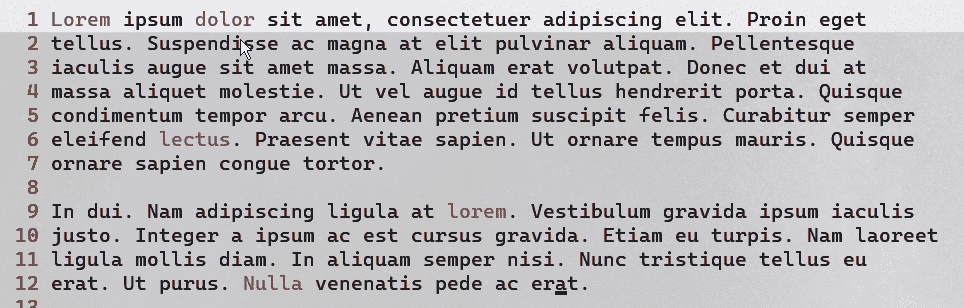 1 Lorem ipsum dolor sit amet, consectetuer adipiscing elit. Proin eget
2 tellus. Suspendisse ac magna at elit pulvinar aliquam. Pellentesque
3 iaculis augue sit amet massa. Aliquam erat volutpat. Donec et dui at
4 massa aliquet molestie. Ut vel augue id tellus hendrerit porta. Quisque
5 condimentum tempor arcu. Aenean pretium suscipit felis. Curabitur semper
6 eleifend lectus. Praesent vitae sapien. Ut ornare tempus mauris. Quisque
7 ornare sapien congue tortor.
8
9 In dui. Nam adipiscing ligula at lorem. Vestibulum gravida ipsum iaculis
10 justo. Integer a ipsum ac est cursus gravida. Etiam eu turpis. Nam laoreet
11 ligula mollis diam. In aliquam semper nisi. Nunc tristique tellus eu
12 erat. Ut purus. Nulla venenatis pede ac erat.
13